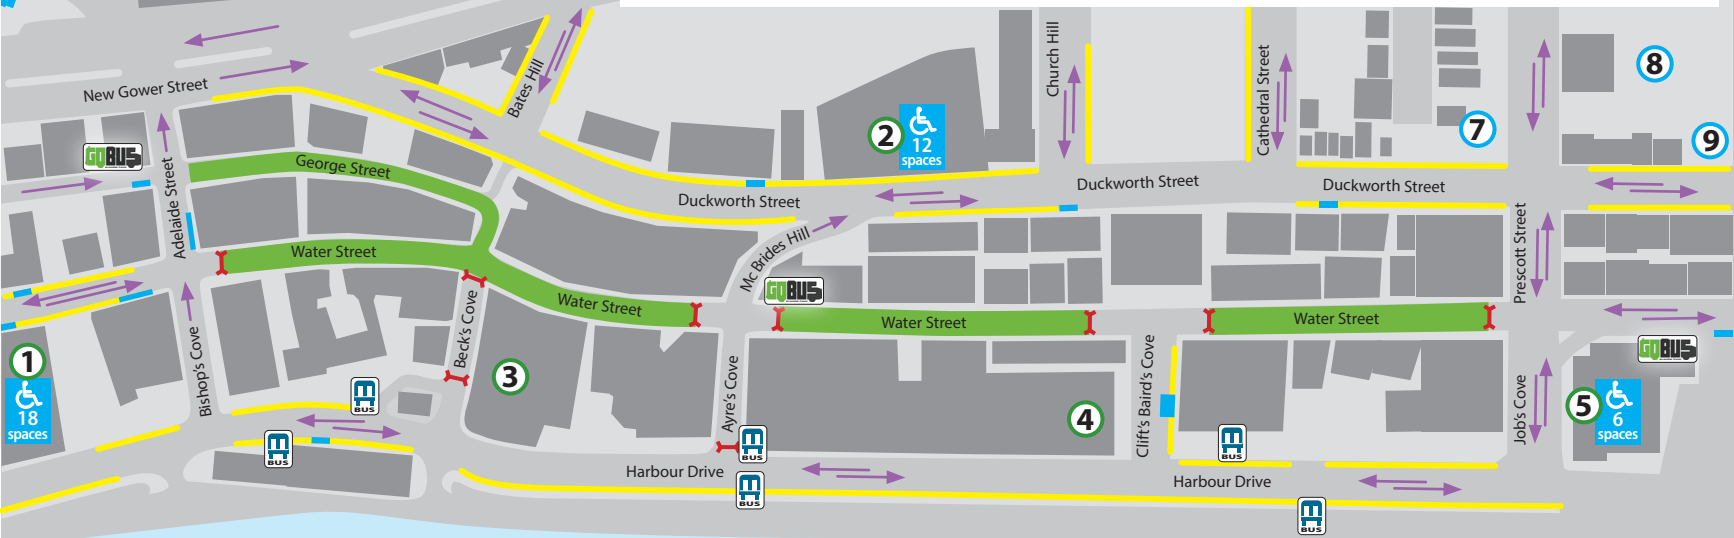 New Gower Street
Bates Hill
Church Hill
Cathedral Street
8
7
9
2
12
spaces
GOBUS
George Street
Adelaide Street
Duckworth Street
Duckworth Street
Duckworth Street
Water Street
Mc Brides Hill
Prescott Street
GOBUS
Water Street
Water Street
Water Street
Bishop's Cove
Beck's Cove
Ayre's Cove
Clift's Baird's Cove
Job's Cove
GOBUS
1
18
spaces
3
4
5
6
spaces
BUS
BUS
BUS
BUS
BUS
BUS
Harbour Drive
Harbour Drive